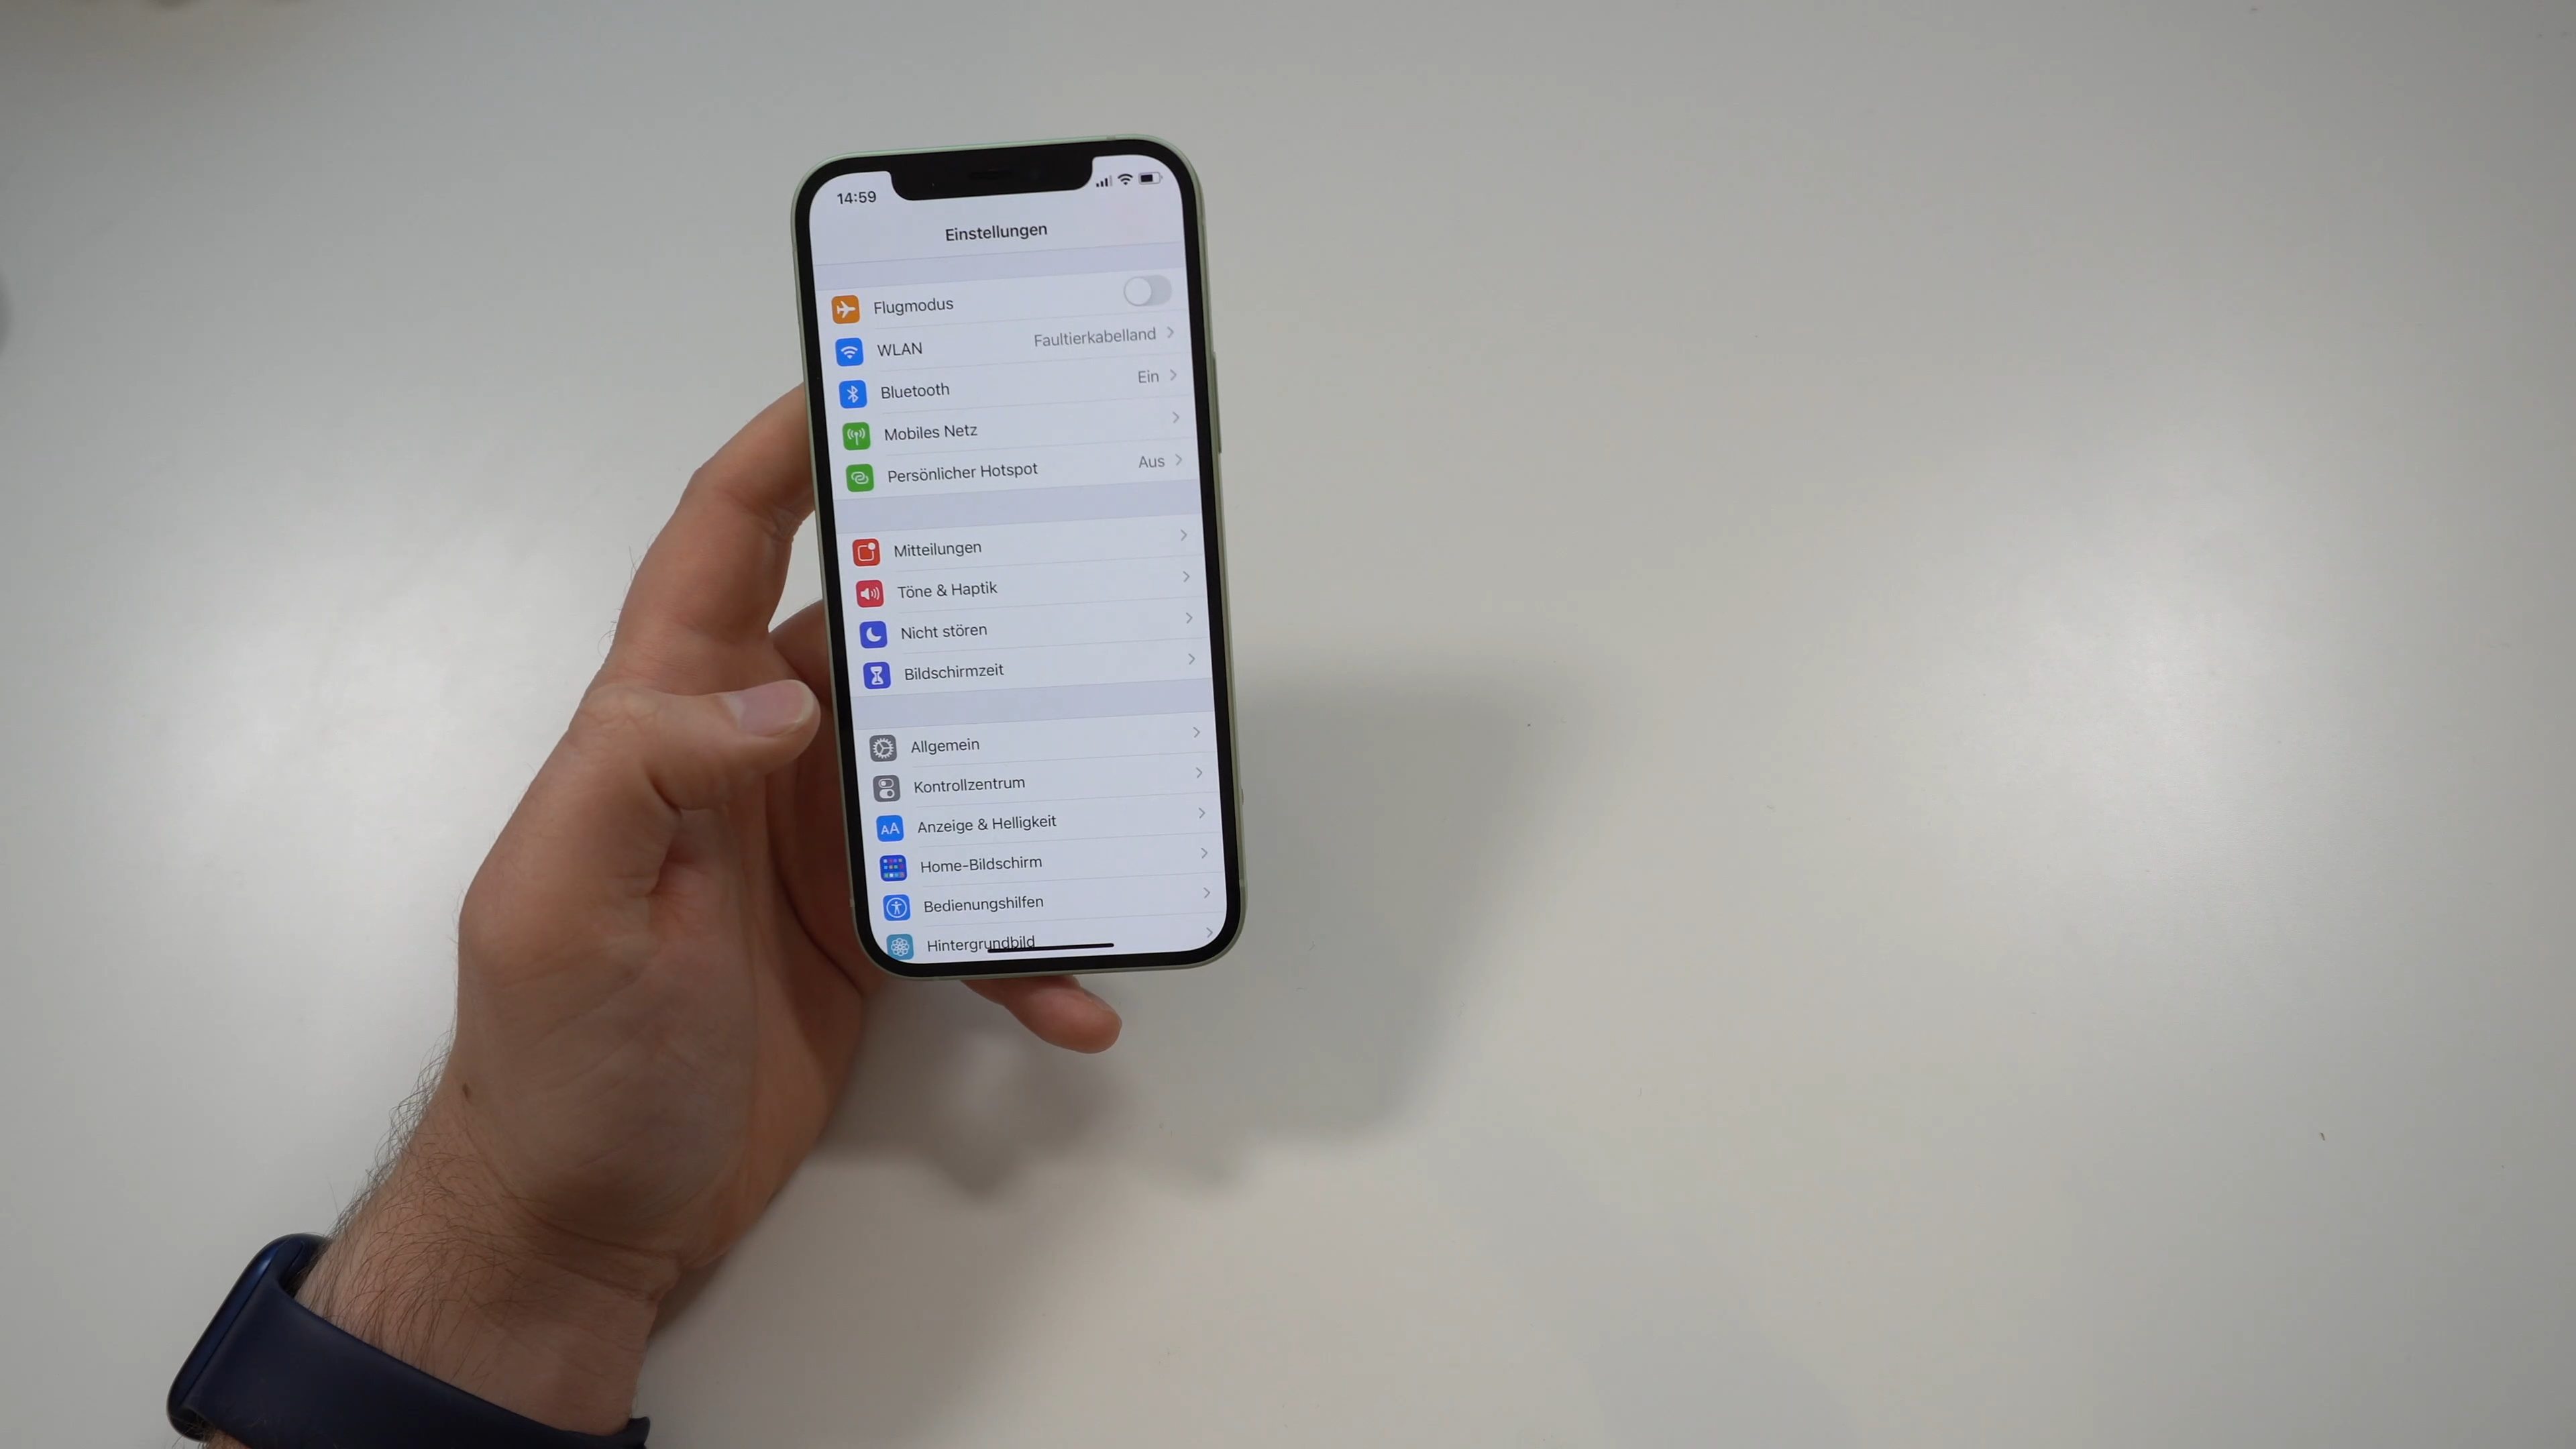 14:59
Einstellungen
Flugmodus
WLAN Faultierkabelland
Bluetooth Ein
Mobiles Netz
Persönlicher Hotspot Aus
Mitteilungen
Töne & Haptik
Nicht stören
Bildschirmzeit
Allgemein
Kontrollzentrum
AA Anzeige & Helligkeit
Home-Bildschirm
Bedienungshilfen
Hintergrundbild